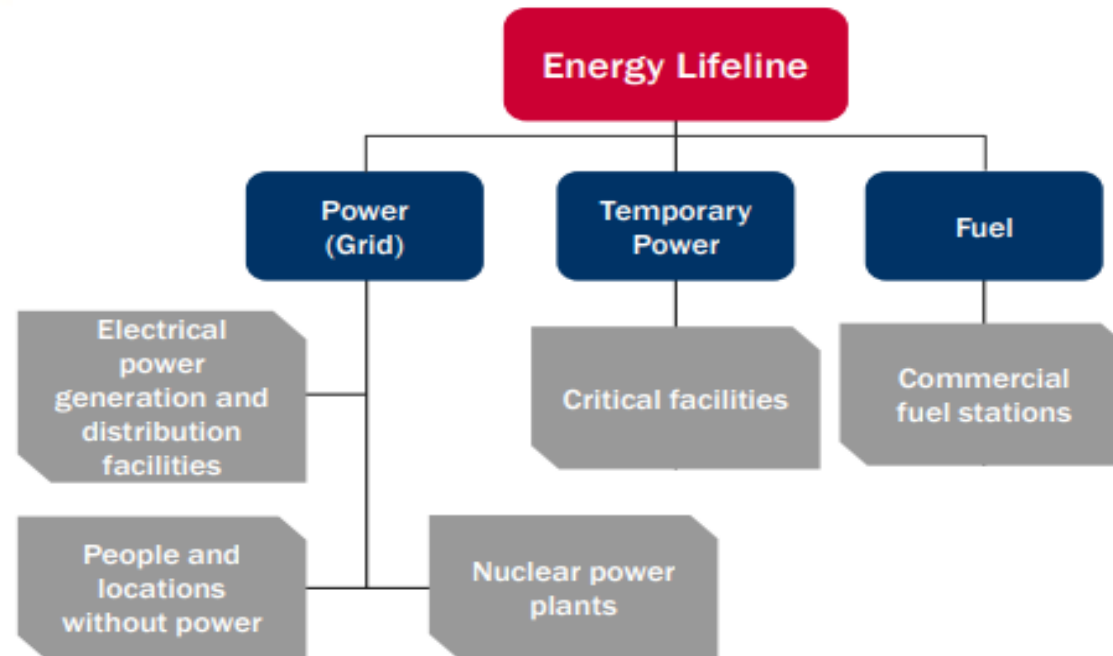 Energy Lifeline
Power
(Grid)
Temporary
Power
Fuel
Electrical
power
generation and
distribution
facilities
Critical facilities
Commercial
fuel stations
People and
locations
without power
Nuclear power
plants